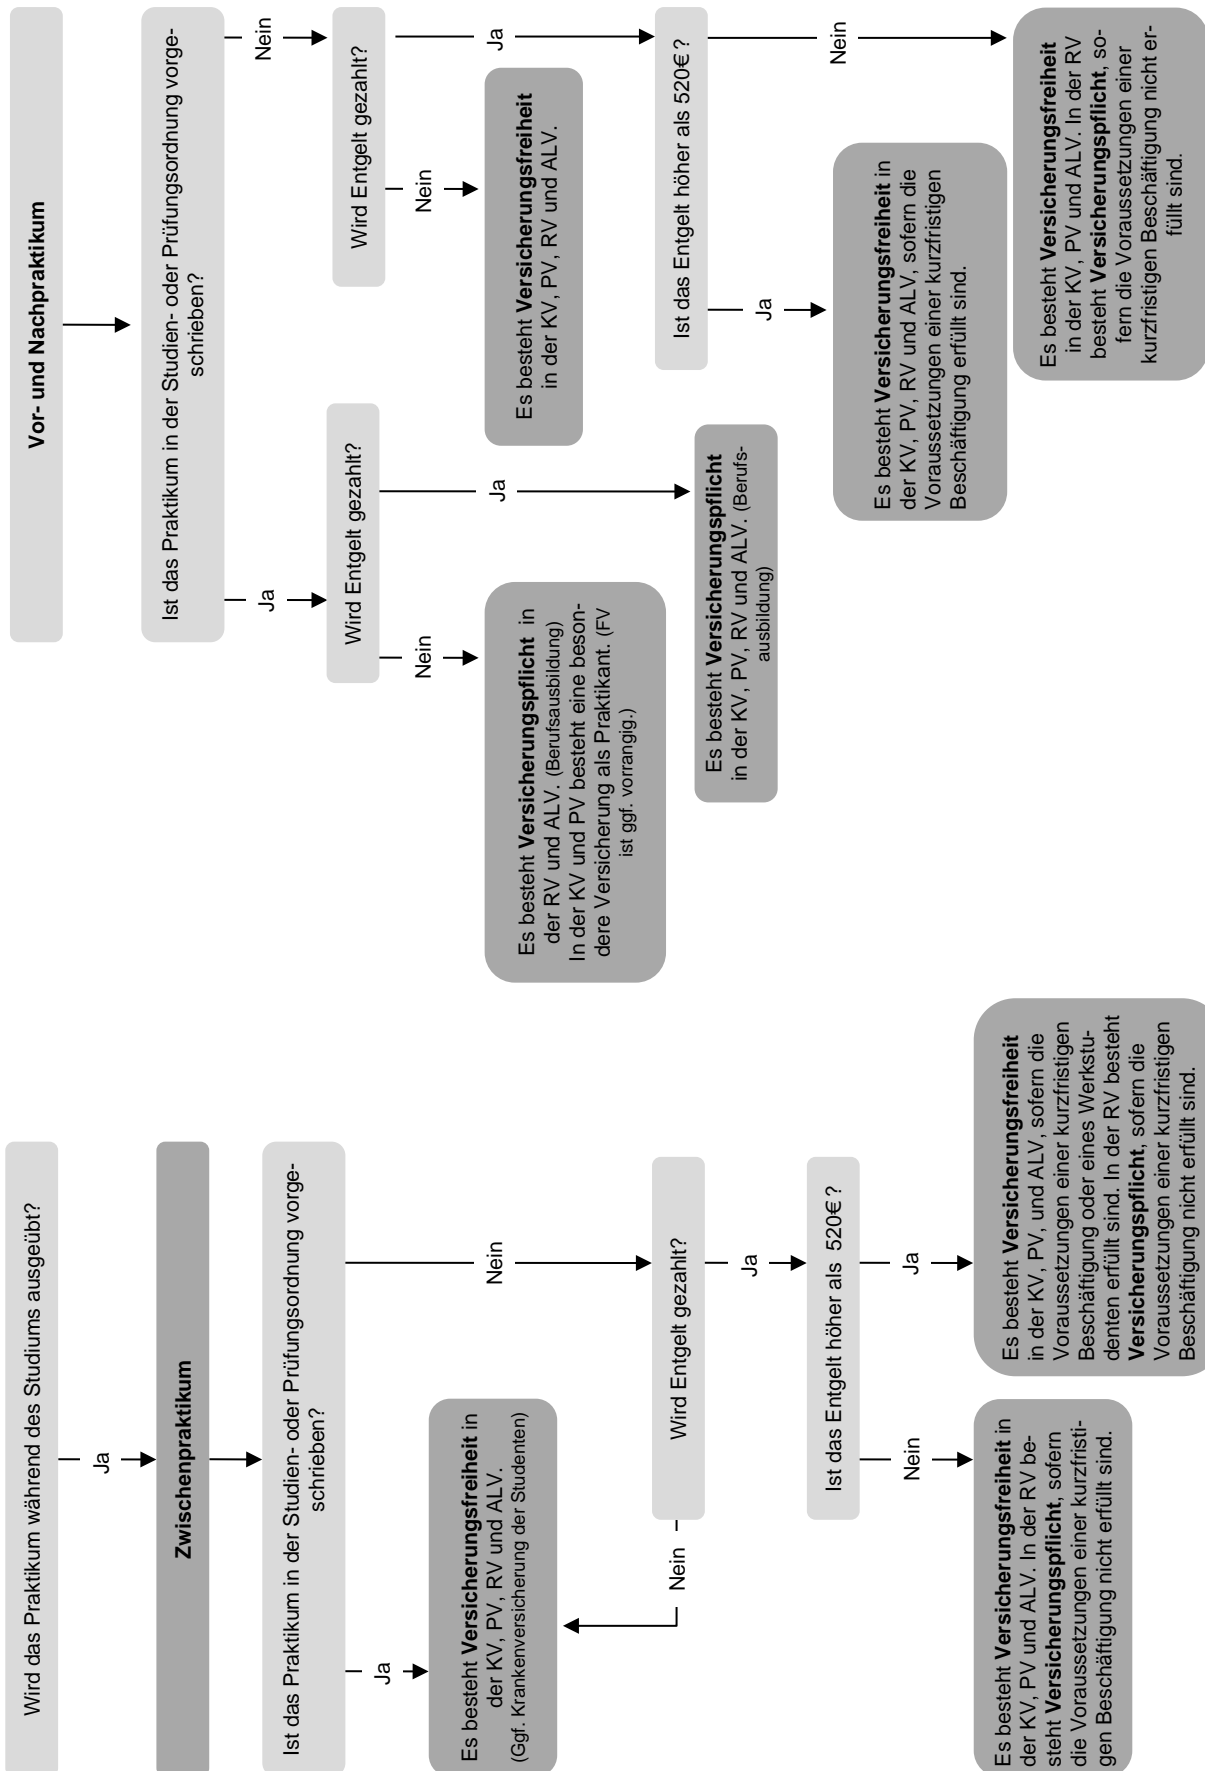 Wird das Praktikum während des Studiums ausgeübt?
Ja
Zwischenpraktikum
Ist das Praktikum in der Studien- oder Prüfungsordnung vorge-
schrieben?
Ja
Nein
Es besteht Versicherungsfreiheit in
der KV, PV, RV und ALV.
(Ggf. Krankenversicherung der Studenten)
Nein
Wird Entgelt gezahlt?
Ja
Ist das Entgelt höher als 520€?
Nein
Ja
Es besteht Versicherungsfreiheit in
der KV, PV und ALV. In der RV be-
steht Versicherungspflicht, sofern
die Voraussetzungen einer kurzfristi-
gen Beschäftigung nicht erfüllt sind.
Es besteht Versicherungsfreiheit
in der KV, PV, und ALV, sofern die
Voraussetzungen einer kurzfristigen
Beschäftigung oder eines Werkstu-
denten erfüllt sind. In der RV besteht
Versicherungspflicht, sofern die
Voraussetzungen einer kurzfristigen
Beschäftigung nicht erfüllt sind.
Vor- und Nachpraktikum
Ist das Praktikum in der Studien- oder Prüfungsordnung vorge-
schrieben?
Ja
Nein
Wird Entgelt gezahlt?
Nein
Ja
Es besteht Versicherungspflicht in
der RV und ALV. (Berufsausbildung)
In der KV und PV besteht eine beson-
dere Versicherung als Praktikant. (FV
ist ggf. vorrangig.)
Es besteht Versicherungspflicht
in der KV, PV, RV und ALV. (Berufs-
ausbildung)
Wird Entgelt gezahlt?
Nein
Ja
Es besteht Versicherungsfreiheit
in der KV, PV, RV und ALV.
Ist das Entgelt höher als 520€?
Ja
Nein
Es besteht Versicherungsfreiheit in
der KV, PV, RV und ALV, sofern die
Voraussetzungen einer kurzfristigen
Beschäftigung erfüllt sind.
Es besteht Versicherungsfreiheit
in der KV, PV und ALV. In der RV
besteht Versicherungspflicht, so-
fern die Voraussetzungen einer
kurzfristigen Beschäftigung nicht er-
füllt sind.